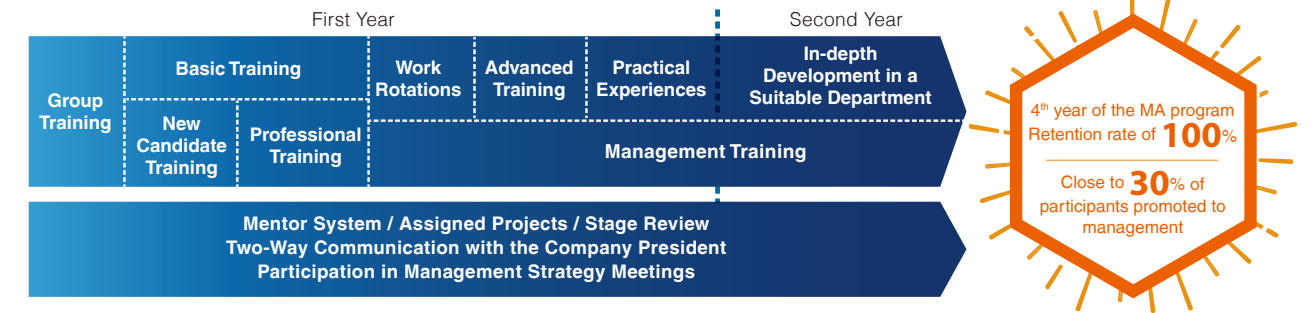 First Year
Second Year
Group
Training
Basic Training
New
Candidate
Training
Professional
Training
Work
Rotations
Advanced
Training
Practical
Experiences
In-depth
Development in a
Suitable Department
Management Training
Mentor System / Assigned Projects / Stage Review
Two-Way Communication with the Company President
Participation in Management Strategy Meetings
4th year of the MA program
Retention rate of 100%
Close to 30% of
participants promoted to
management